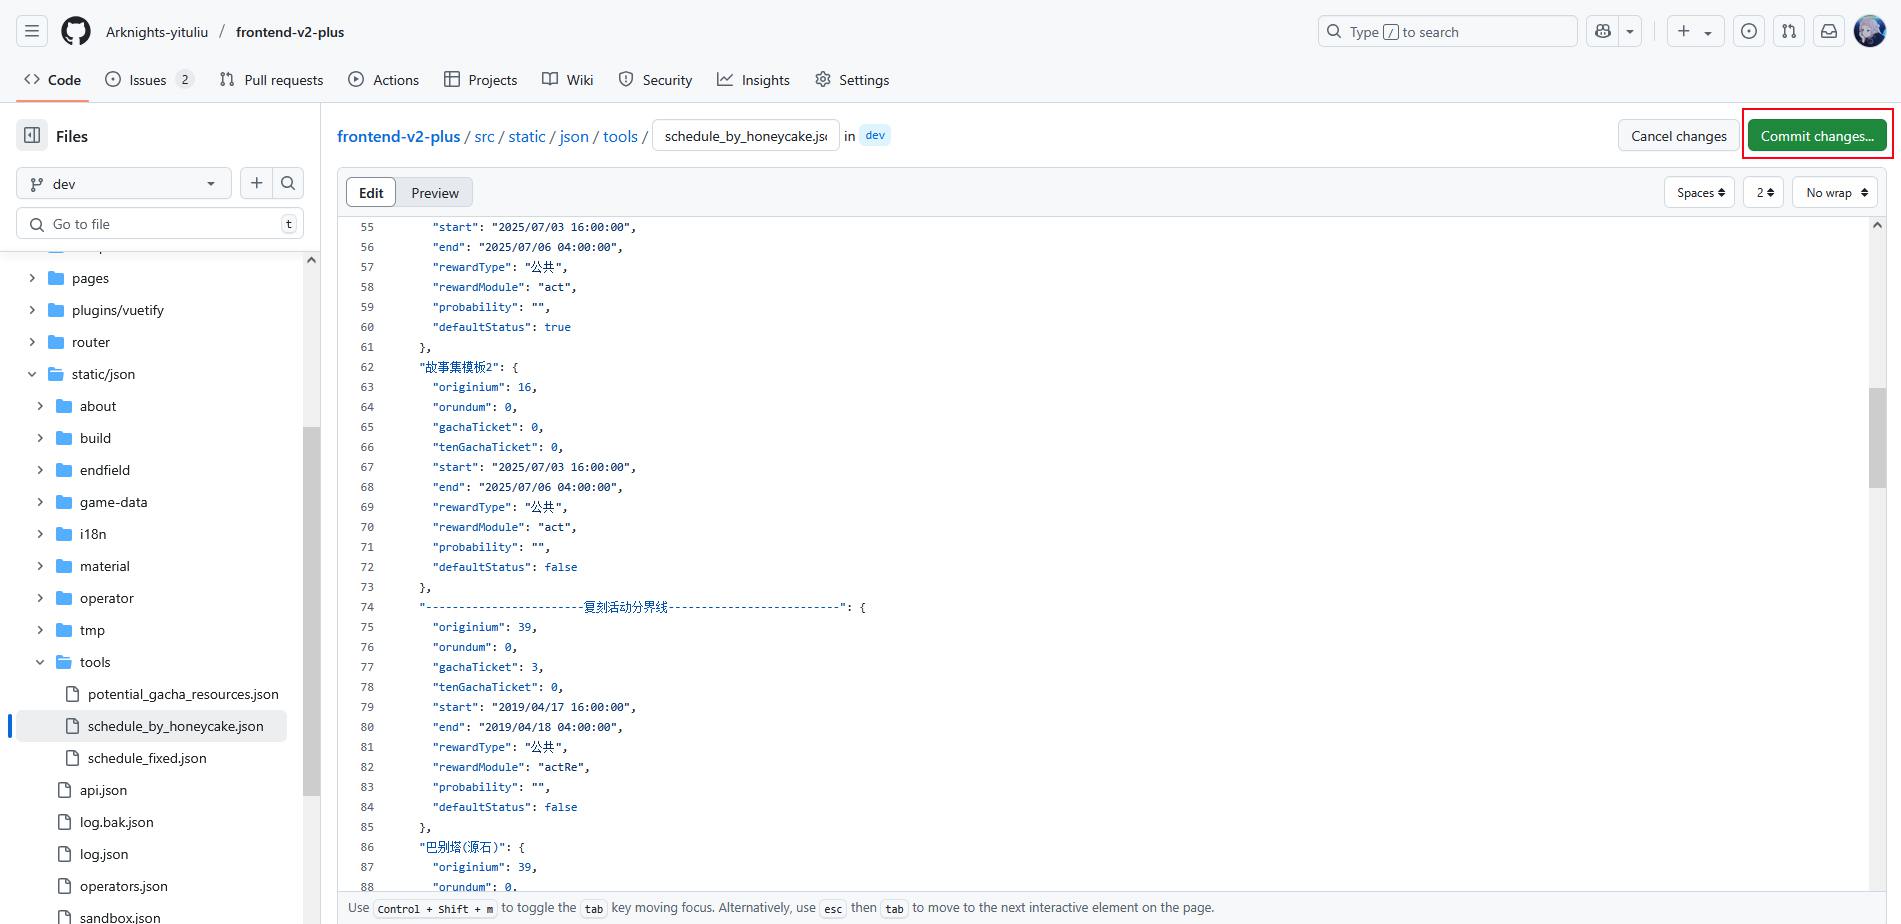 Arknights-yituliu / frontend-v2-plus
Type / to search
Code
Issues 2
Pull requests
Actions
Projects
Wiki
Security
Insights
Settings
Files
dev
Go to file
t
pages
plugins/vuetify
router
static/json
about
build
endfield
game-data
i18n
material
operator
tmp
tools
potential_gacha_resources.json
schedule_by_honeycake.json
schedule_fixed.json
api.json
log.bak.json
log.json
operators.json
sandbox.json
frontend-v2-plus / src / static / json / tools / schedule_by_honeycake.jsc in dev
Cancel changes
Commit changes...
Edit
Preview
Spaces
2
No wrap
55 "start": "2025/07/03 16:00:00",
56 "end": "2025/07/06 04:00:00",
57 "rewardType": "公共",
58 "rewardModule": "act",
59 "probability": "",
60 "defaultStatus": true
61 },
62 "故事集模板2": {
63 "originium": 16,
64 "orundum": 0,
65 "gachaTicket": 0,
66 "tenGachaTicket": 0,
67 "start": "2025/07/03 16:00:00",
68 "end": "2025/07/06 04:00:00",
69 "rewardType": "公共",
70 "rewardModule": "act",
71 "probability": "",
72 "defaultStatus": false
73 },
74 "------------------------复刻活动分界线--------------------------": {
75 "originium": 39,
76 "orundum": 0,
77 "gachaTicket": 3,
78 "tenGachaTicket": 0,
79 "start": "2019/04/17 16:00:00",
80 "end": "2019/04/18 04:00:00",
81 "rewardType": "公共",
82 "rewardModule": "actRe",
83 "probability": "",
84 "defaultStatus": false
85 },
86 "巴别塔(源石)": {
87 "originium": 39,
88 "orundum": 0,
Use Control + Shift + m to toggle the tab key moving focus. Alternatively, use esc then tab to move to the next interactive element on the page.